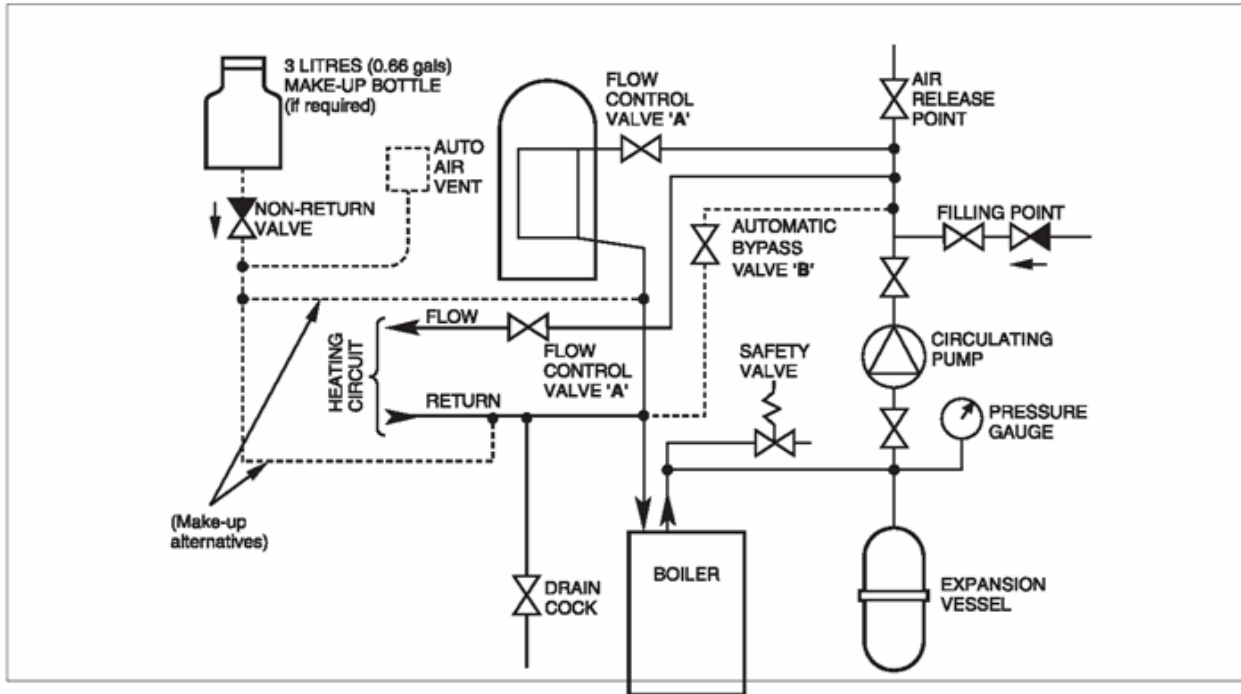 3 LITRES (0.66 gals)
MAKE-UP BOTTLE
(if required)
FLOW
CONTROL
VALVE 'A'
AIR
RELEASE
POINT
AUTO
AIR
VENT
NON-RETURN
VALVE
AUTOMATIC
BYPASS
VALVE 'B'
FILLING POINT
HEATING
CIRCUIT
FLOW
FLOW
CONTROL
VALVE 'A'
RETURN
SAFETY
VALVE
CIRCULATING
PUMP
PRESSURE
GAUGE
(Make-up
alternatives)
DRAIN
COCK
BOILER
EXPANSION
VESSEL